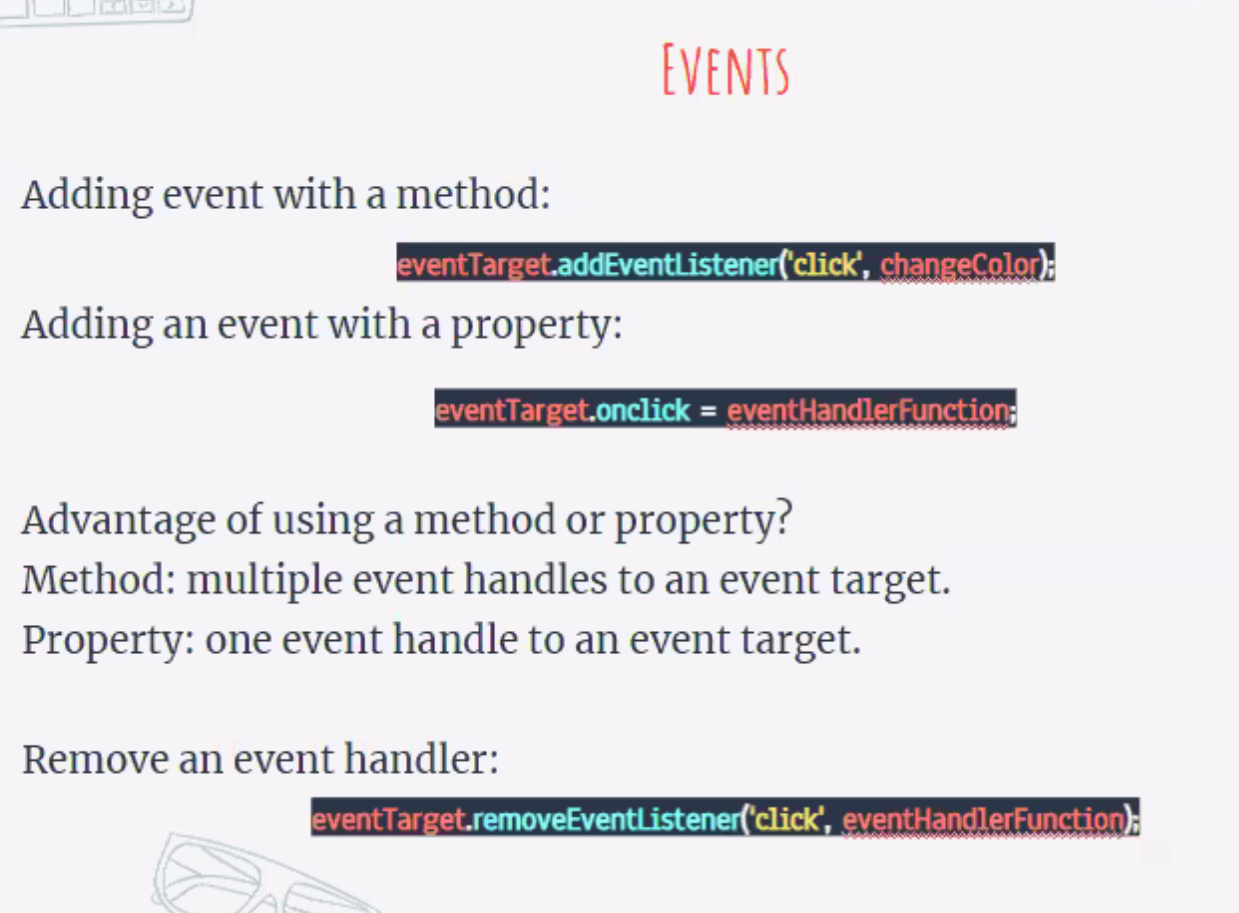 Events
Adding event with a method:
eventTarget.addEventListener('click', changeColor);
Adding an event with a property:
eventTarget.onclick = eventHandlerFunction;
Advantage of using a method or property?
Method: multiple event handles to an event target.
Property: one event handle to an event target.
Remove an event handler:
eventTarget.removeEventListener('click', eventHandlerFunction);